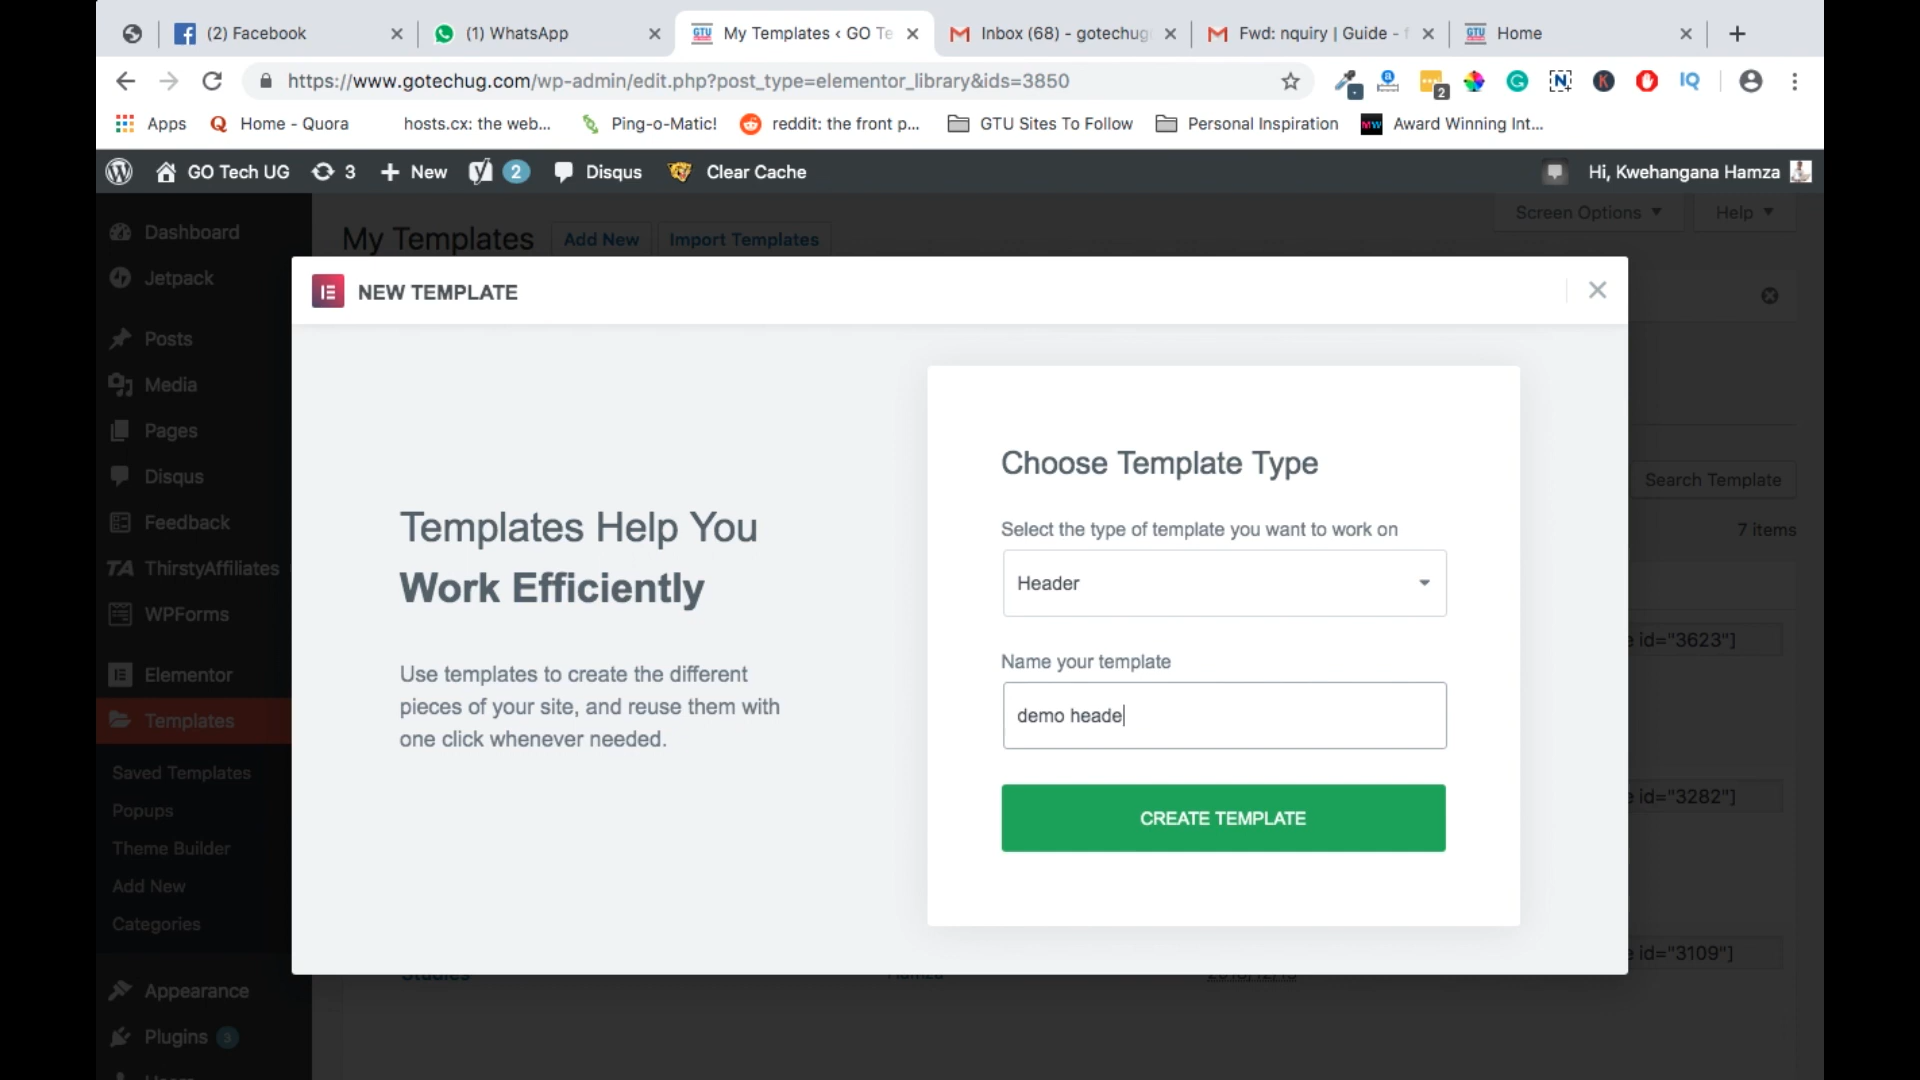 (2) Facebook
(1) WhatsApp
My Templates ‹ GO Te
Inbox (68) - gotechug
Fwd: nquiry | Guide - f
Home
https://www.gotechug.com/wp-admin/edit.php?post_type=elementor_library&ids=3850
2
Apps
Home - Quora
hosts.cx: the web...
Ping-o-Matic!
reddit: the front p...
GTU Sites To Follow
Personal Inspiration
Award Winning Int...
GO Tech UG
3
New
2
Disqus
Clear Cache
Hi, Kwehangana Hamza
Screen Options
Help
Dashboard
Jetpack
Posts
Media
Pages
Disqus
Feedback
TA ThirstyAffiliates
WPForms
Elementor
Templates
Saved Templates
Popups
Theme Builder
Add New
Categories
Appearance
Plugins 3
My Templates
Add New
Import Templates
NEW TEMPLATE
Templates Help You
Work Efficiently
Use templates to create the different
pieces of your site, and reuse them with
one click whenever needed.
Choose Template Type
Select the type of template you want to work on
Header
Name your template
demo heade
CREATE TEMPLATE
Search Template
7 items
e id="3623"]
e id="3282"]
e id="3109"]